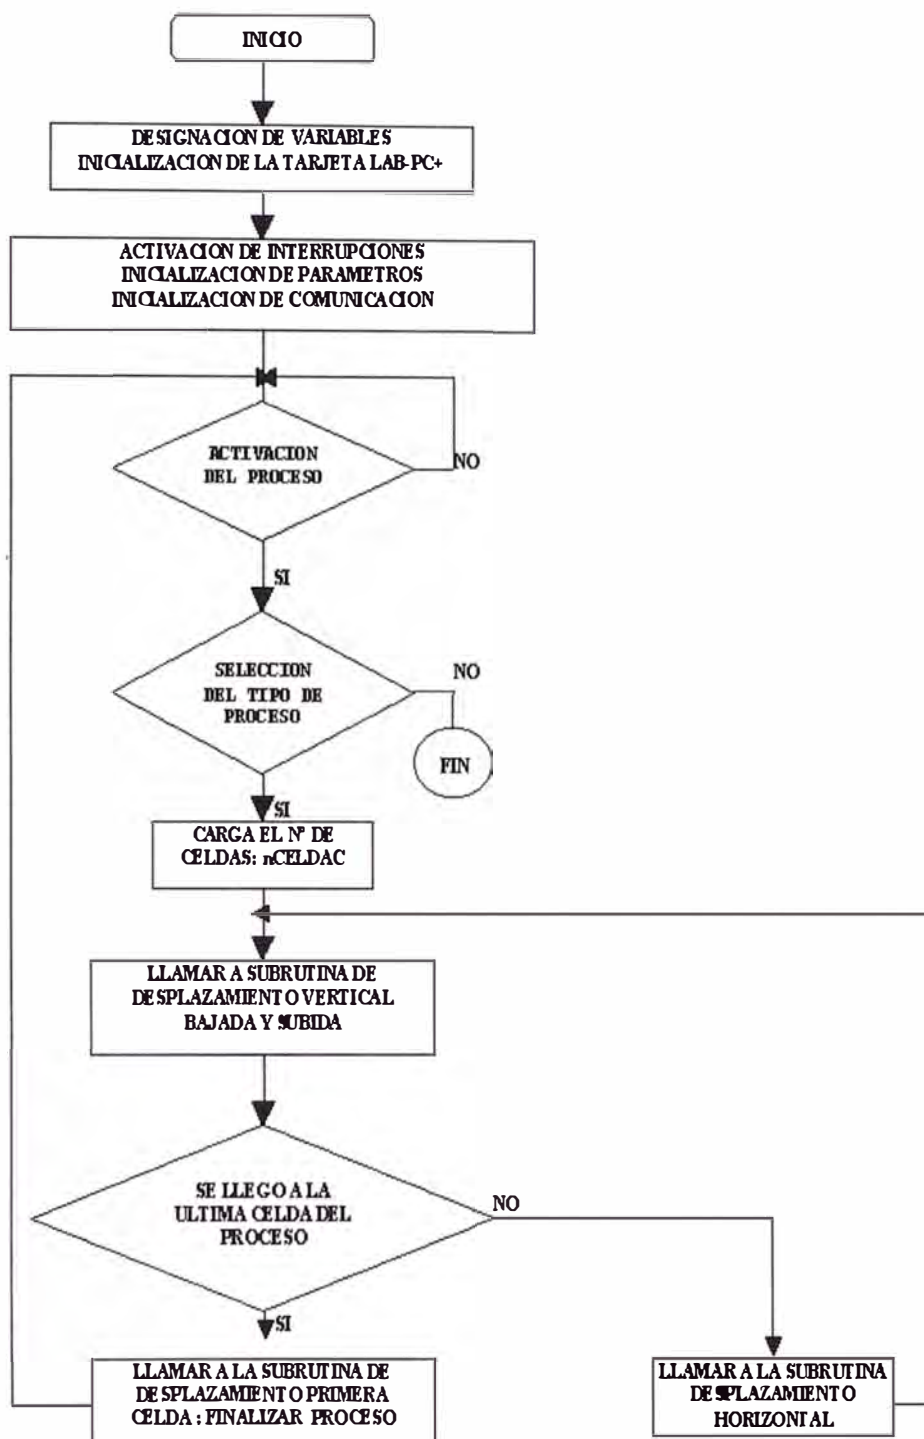 INICIO
DESIGNACION DE VARIABLES
INICIALIZACION DE LA TARJETA LAB-PC+
ACTIVACION DE INTERRUPCIONES
INICIALIZACION DE PARAMETROS
INICIALIZACION DE COMUNICACION
ACTIVACION
DEL PROCESO
NO
SI
SELECCION
DEL TIPO DE
PROCESO
NO
FIN
SI
CARGA EL Nº DE
CELDAS: nCELDAC
LLAMAR A SUBRUTINA DE
DESPLAZAMIENTO VERTICAL
BAJADA Y SUBIDA
SE LLEGO A LA
ULTIMA CELDA DEL
PROCESO
NO
SI
LLAMAR A LA SUBRUTINA DE
DESPLAZAMIENTO PRIMERA
CELDA : FINALIZAR PROCESO
LLAMAR A LA SUBRUTINA
DESPLAZAMIENTO
HORIZONTAL